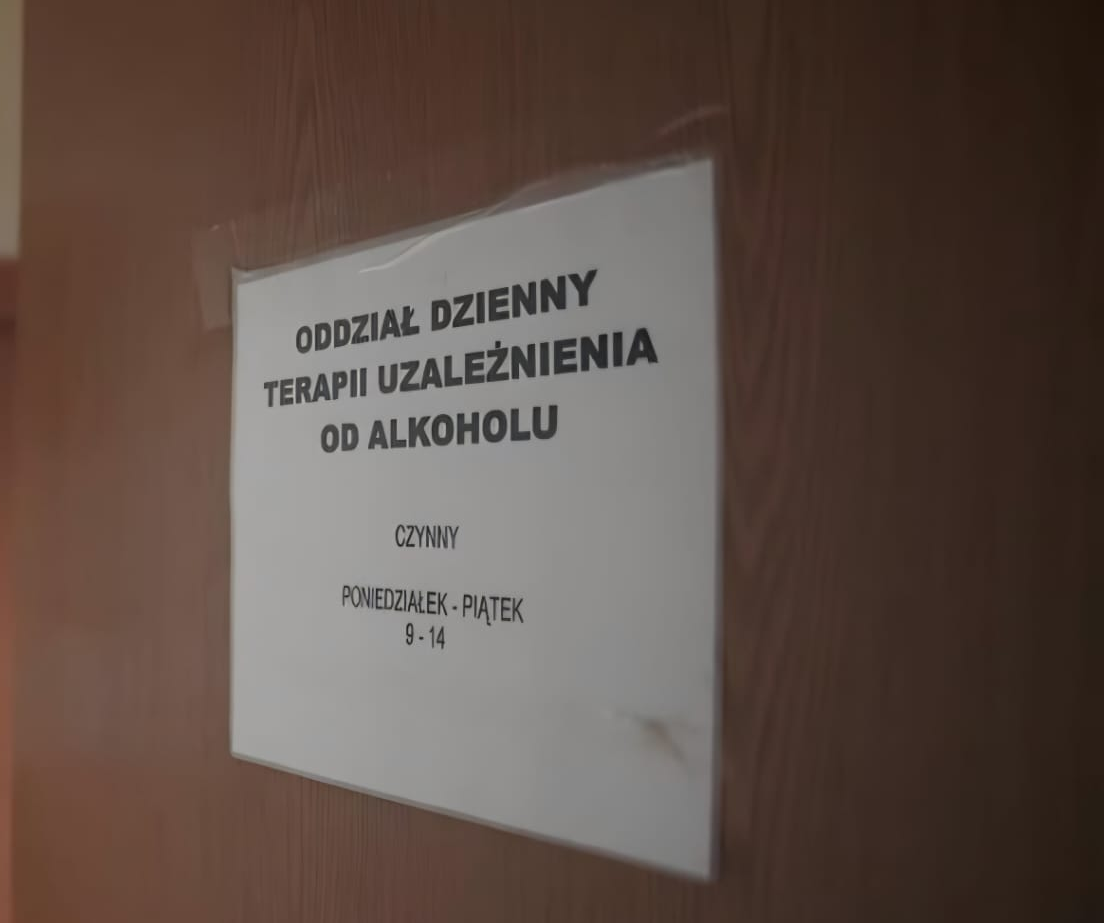 ODDZIAŁ DZIENNY
TERAPII UZALEŻNIENIA
OD ALKOHOLU
CZYNNY
PONIEDZIAŁEK - PIĄTEK
9 - 14